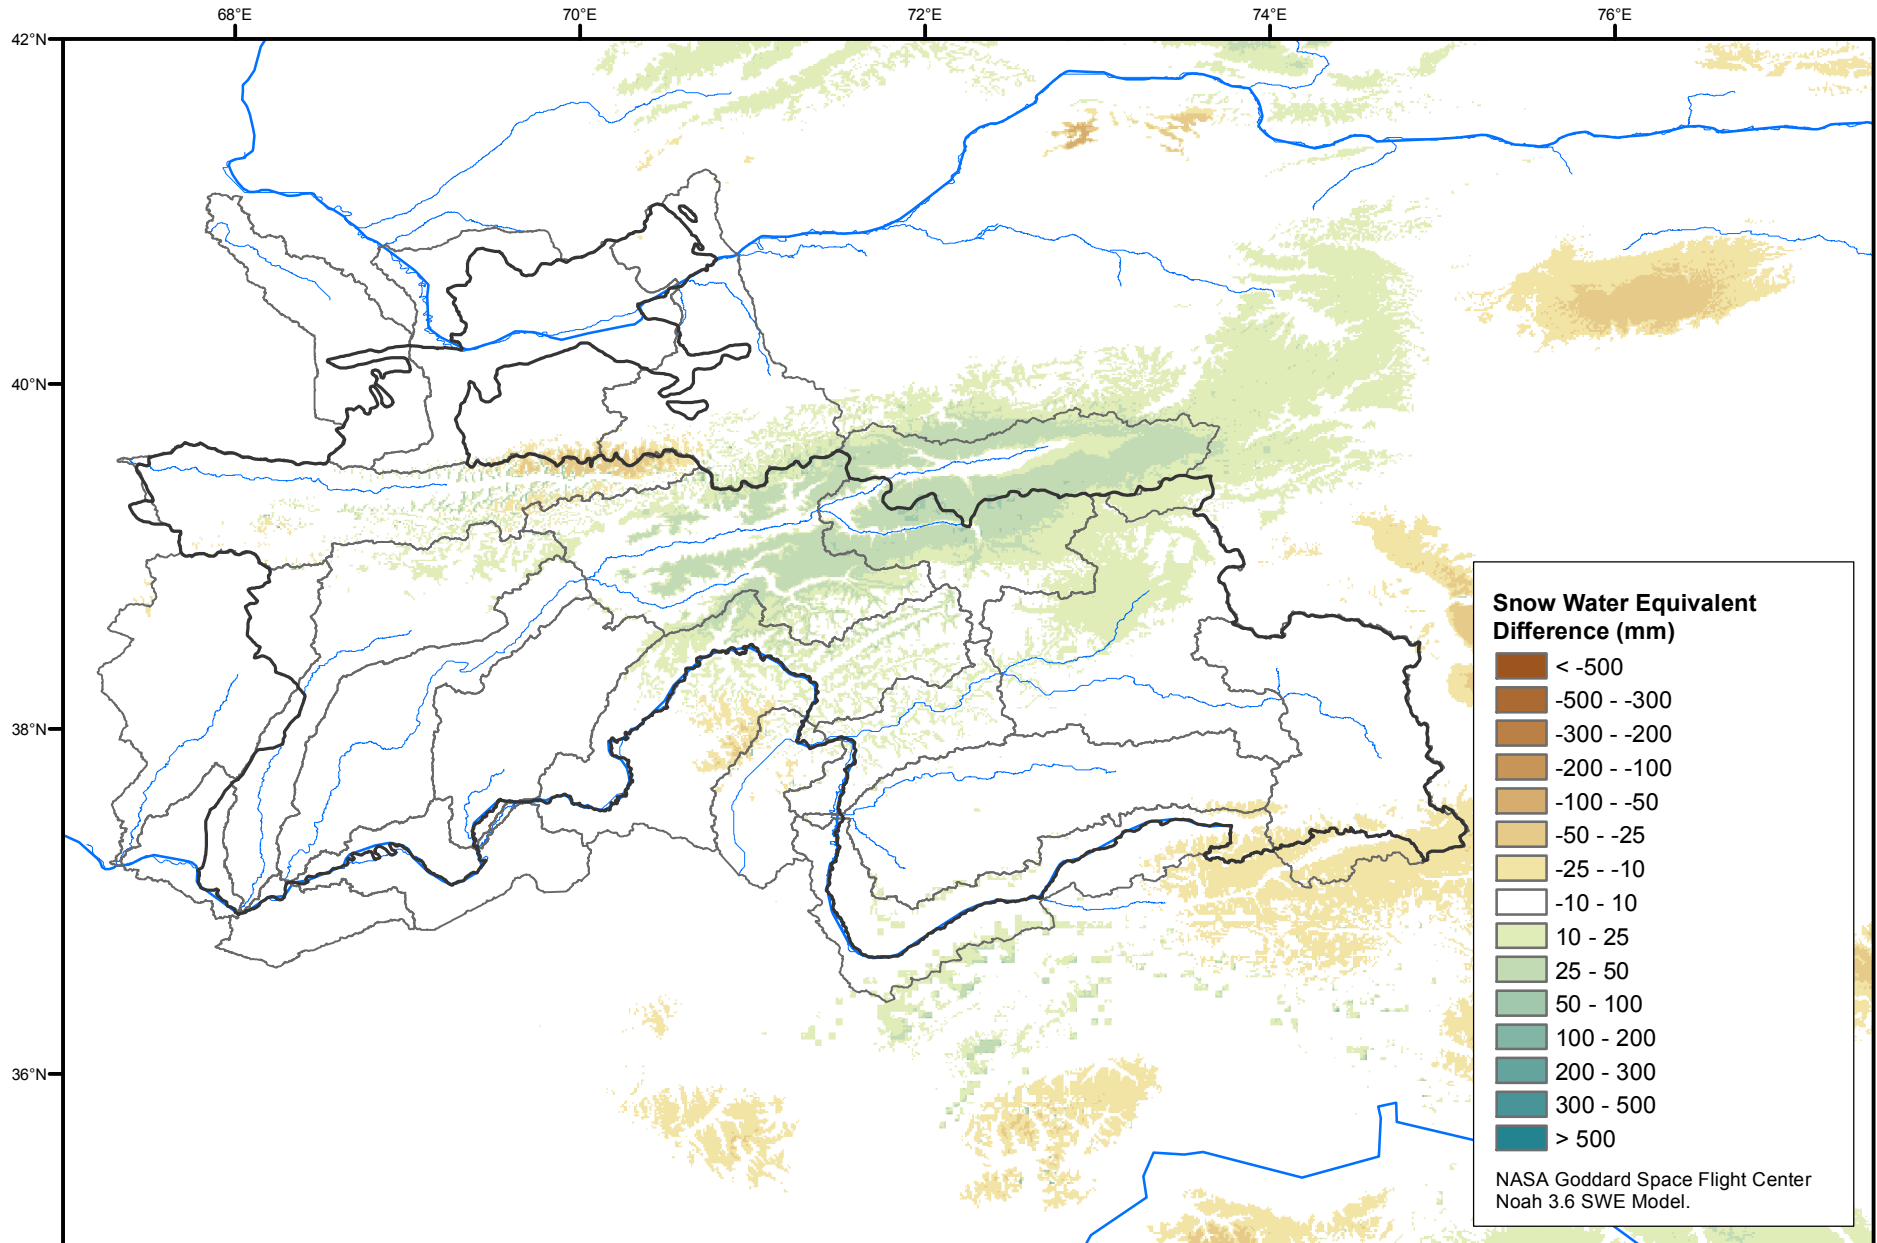 68°E
70°E
72°E
74°E
76°E
42°N
40°N
38°N
36°N
Snow Water Equivalent
Difference (mm)
< -500
-500 - -300
-300 - -200
-200 - -100
-100 - -50
-50 - -25
-25 - -10
-10 - 10
10 - 25
25 - 50
50 - 100
100 - 200
200 - 300
300 - 500
> 500
NASA Goddard Space Flight Center
Noah 3.6 SWE Model.